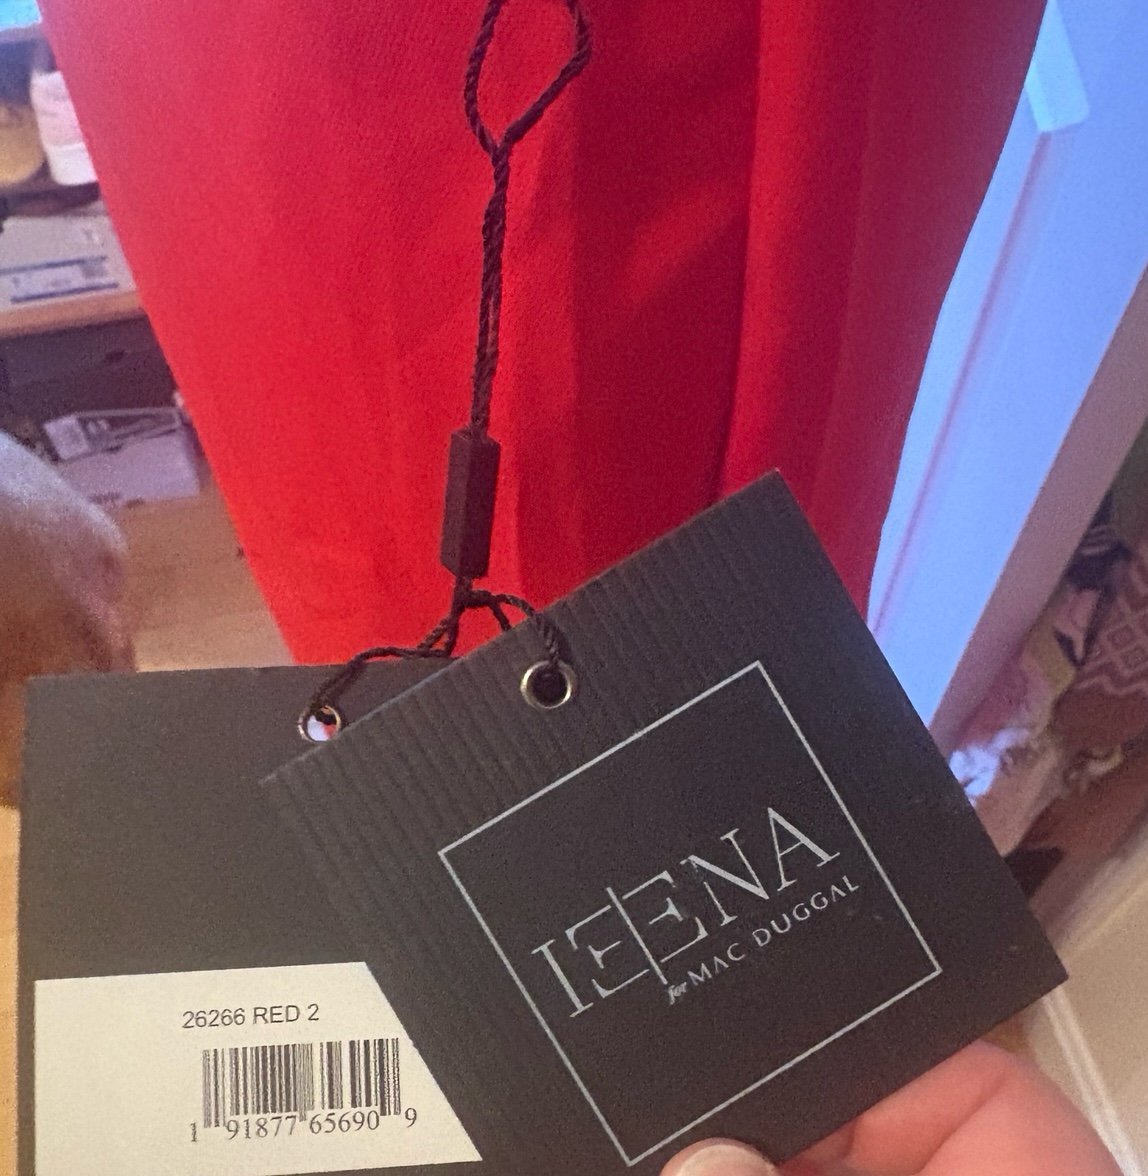 IEENA
for MAC DUGGAL
26266 RED 2
1 91877 65690 9